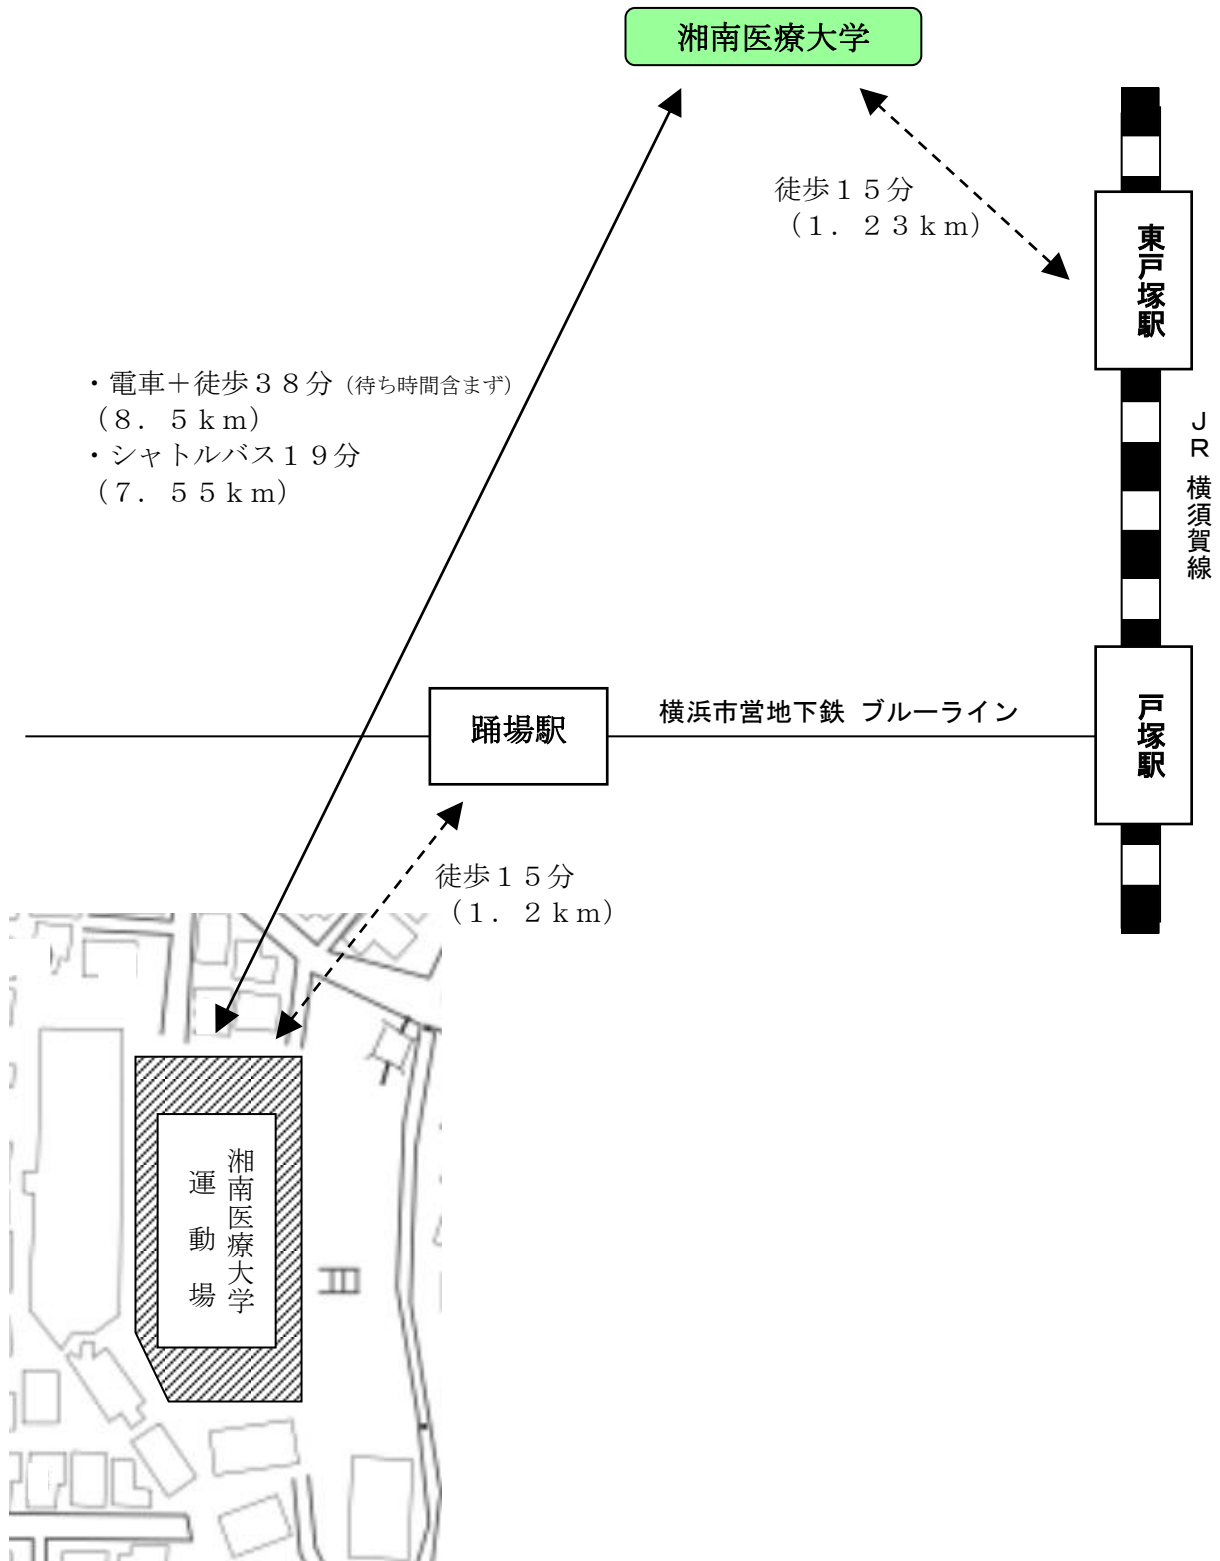 湘南医療大学
徒歩１５分
（１．２３ｋｍ）
東戸塚駅
・電車＋徒歩３８分（待ち時間含まず）
（８．５ｋｍ）
・シャトルバス１９分
（７．５５ｋｍ）
ＪＲ 横須賀線
踊場駅
横浜市営地下鉄 ブルーライン
戸塚駅
徒歩１５分
（１．２ｋｍ）
湘南医療大学
運動場